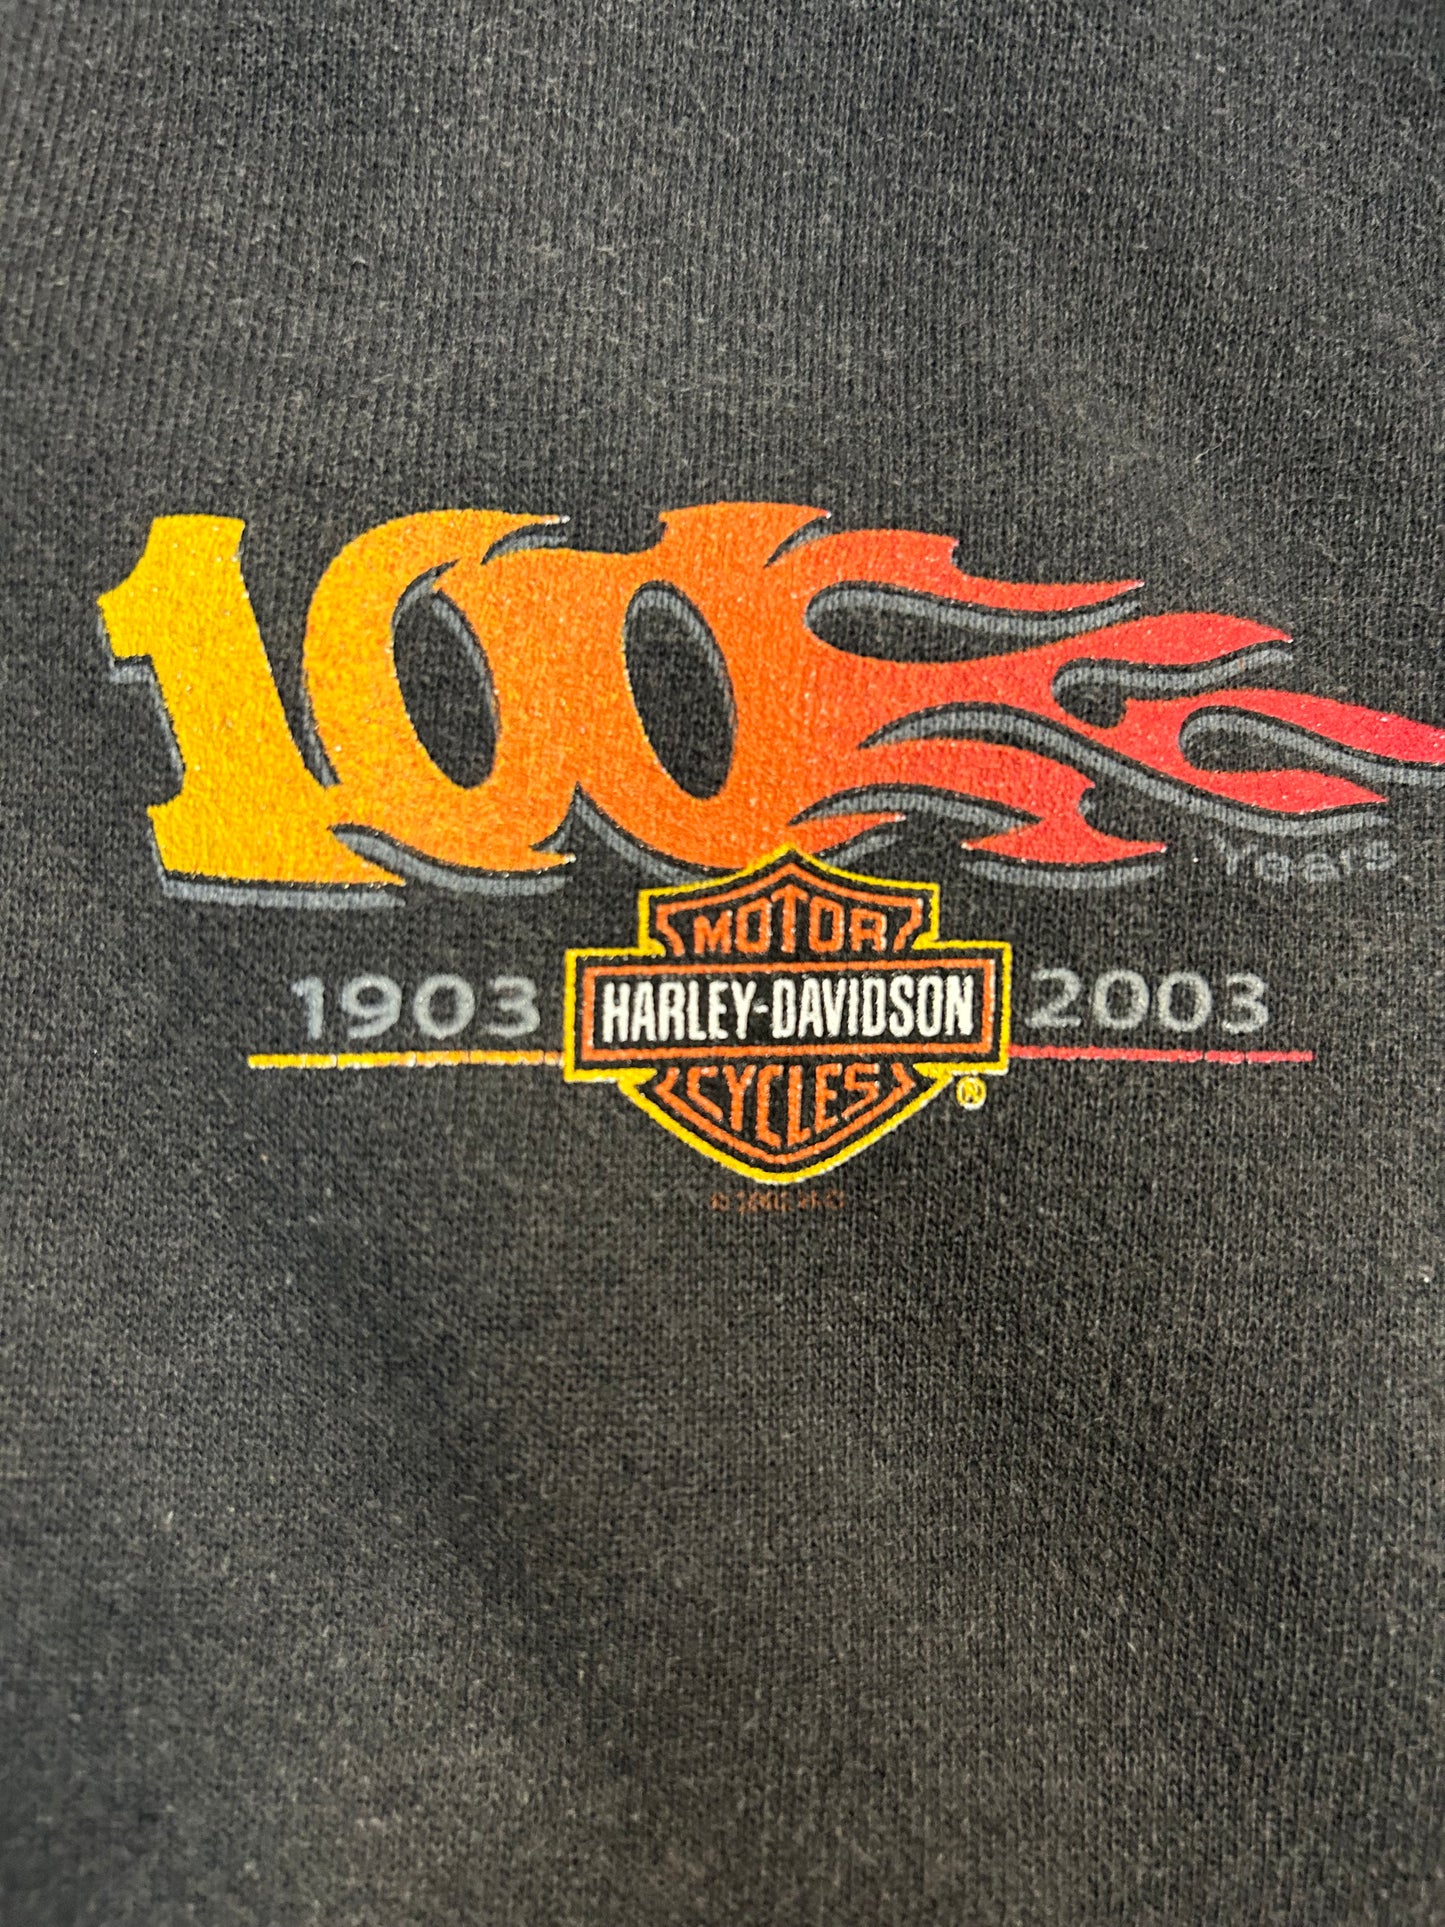 100
Years
MOTOR
1903 HARLEY-DAVIDSON 2003
CYCLES ®